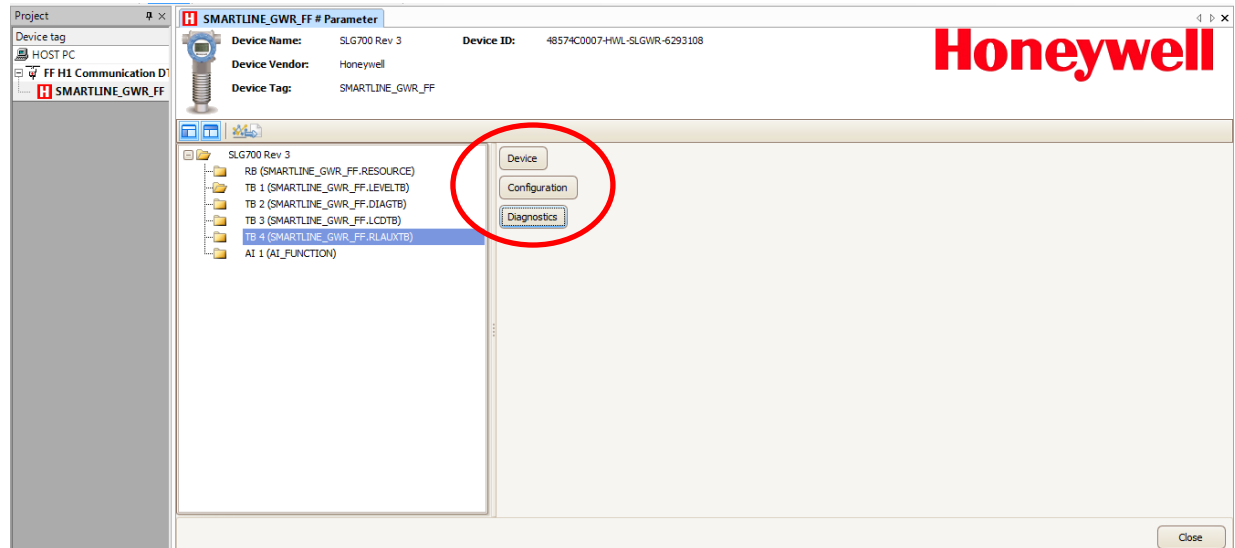 Project
Device tag
HOST PC
FF H1 Communication DT
SMARTLINE_GWR_FF
SMARTLINE_GWR_FF # Parameter
Device Name: SLG700 Rev 3 Device ID: 48574C0007-HWL-SLGWR-6293108
Device Vendor: Honeywell
Device Tag: SMARTLINE_GWR_FF
Honeywell
SLG700 Rev 3
RB (SMARTLINE_GWR_FF.RESOURCE)
TB 1 (SMARTLINE_GWR_FF.LEVELTB)
TB 2 (SMARTLINE_GWR_FF.DIAGTB)
TB 3 (SMARTLINE_GWR_FF.LCDTB)
TB 4 (SMARTLINE_GWR_FF.RLAUXTB)
AI 1 (AI_FUNCTION)
Device
Configuration
Diagnostics
Close